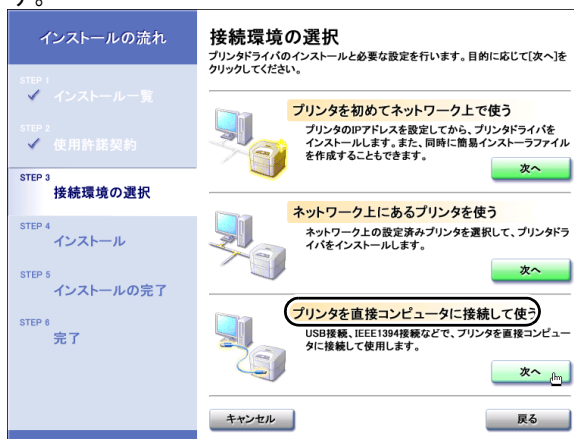 す。
インストールの流れ
STEP 1
インストール一覧
STEP 2
使用許諾契約
STEP 3
接続環境の選択
STEP 4
インストール
STEP 5
インストールの完了
STEP 6
完了
接続環境の選択
プリンタドライバのインストールと必要な設定を行います。目的に応じて[次へ]を
クリックしてください。
プリンタを初めてネットワーク上で使う
プリンタのIPアドレスを設定してから、プリンタドライバを
インストールします。また、同時に簡易インストーラファイル
を作成することもできます。
次へ
ネットワーク上にあるプリンタを使う
ネットワーク上の設定済みプリンタを選択して、プリンタドラ
イバをインストールします。
次へ
プリンタを直接コンピュータに接続して使う
USB接続、IEEE1394接続などで、プリンタを直接コンピュー
タに接続して使用します。
次へ
キャンセル
戻る